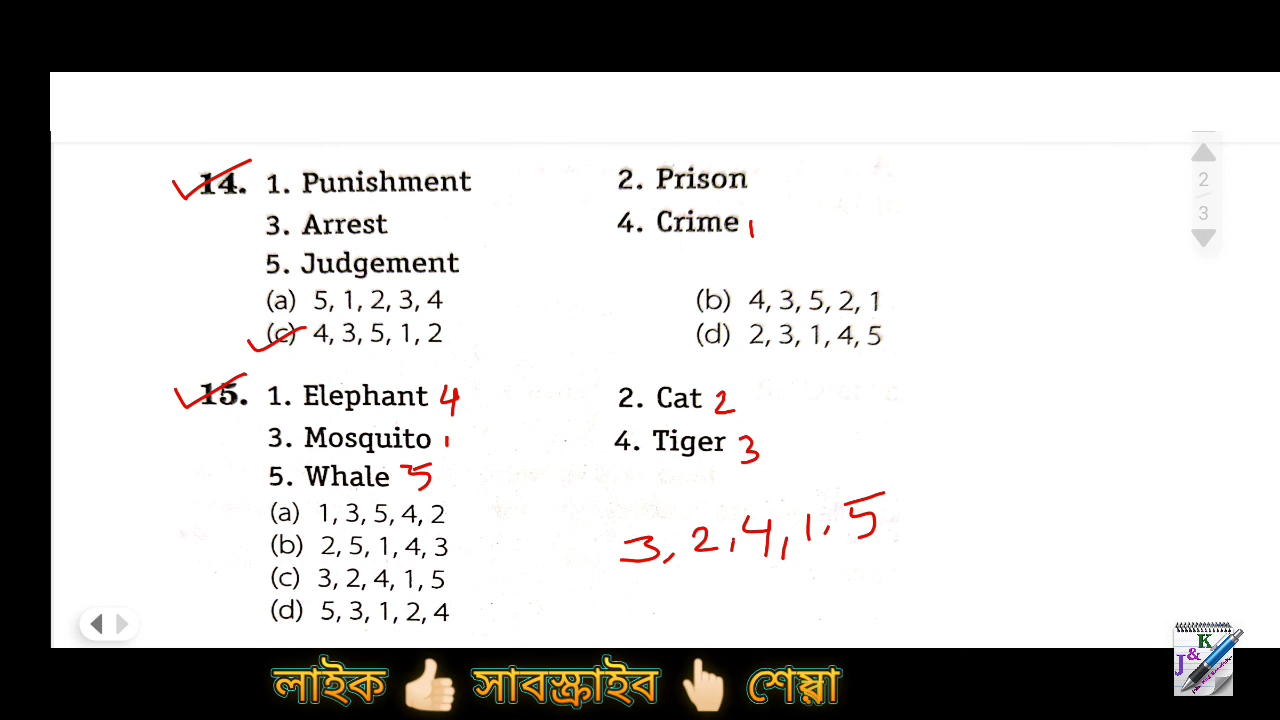 14. 1. Punishment 2. Prison
3. Arrest 4. Crime 1
5. Judgement
(a) 5, 1, 2, 3, 4 (b) 4, 3, 5, 2, 1
(c) 4, 3, 5, 1, 2 (d) 2, 3, 1, 4, 5
15. 1. Elephant 4 2. Cat 2
3. Mosquito 1 4. Tiger 3
5. Whale 5
(a) 1, 3, 5, 4, 2
(b) 2, 5, 1, 4, 3
3, 2, 4, 1, 5
(c) 3, 2, 4, 1, 5
(d) 5, 3, 1, 2, 4
2
3
J & K
লাইক সাবস্ক্রাইব শেয়া